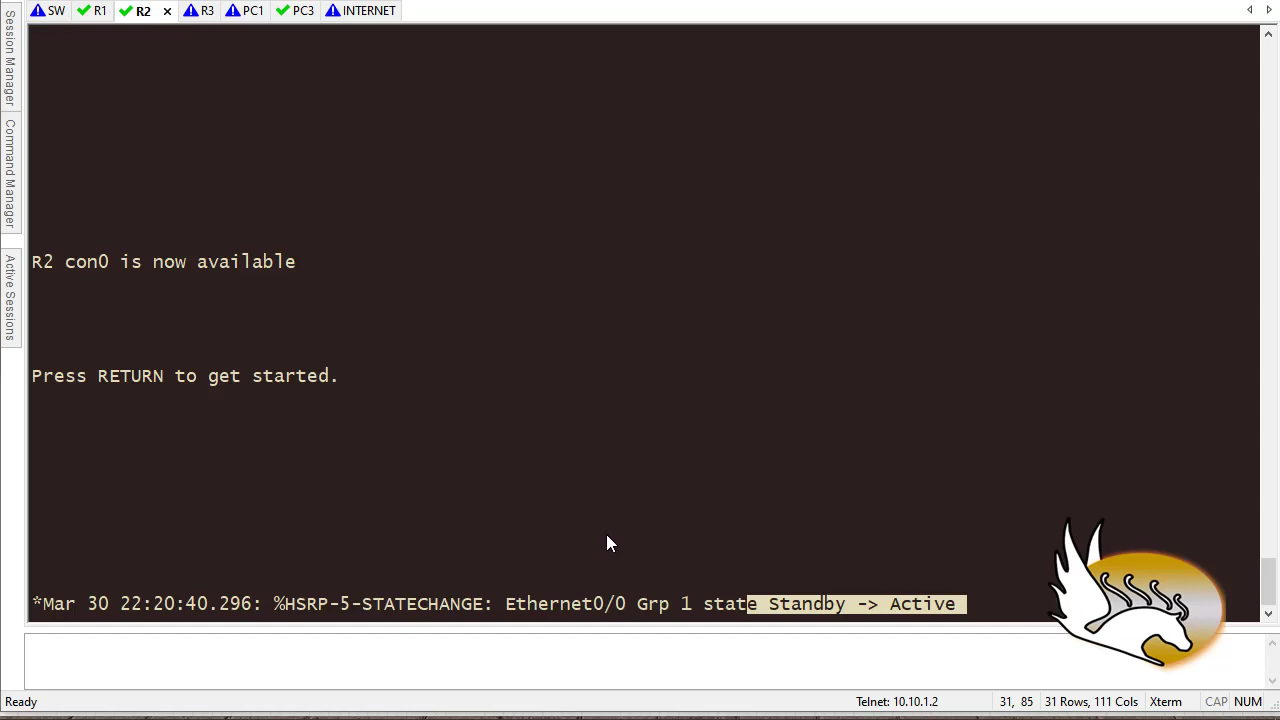 SW R1 R2 × R3 PC1 PC3 INTERNET
Session Manager
Command Manager
Active Sessions
R2 con0 is now available
Press RETURN to get started.
*Mar 30 22:20:40.296: %HSRP-5-STATECHANGE: Ethernet0/0 Grp 1 state Standby -> Active
Ready Telnet: 10.10.1.2 31, 85 31 Rows, 111 Cols Xterm CAP NUM